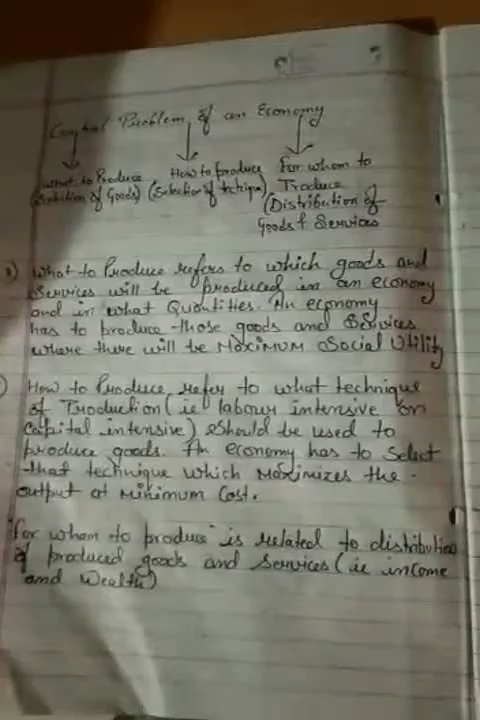 Central Problem of an Economy
What to Produce
(Selection of Goods)
How to produce
(Selection of techique)
For whom to
Produce
(Distribution of
Goods & Services
What to Produce refers to which goods and
Services will be produced in an economy
and in what Quantities. An economy
has to produce those goods and Services
where there will be Maximum Social Utility
How to Produce refer to what technique
of Production (ie labour intensive or
Capital intensive) should be used to
produce goods. An economy has to Select
that technique which Maximizes the
output at Minimum Cost.
"For whom to produce" is related to distribution
of produced goods and Services (ie income
and Wealth)